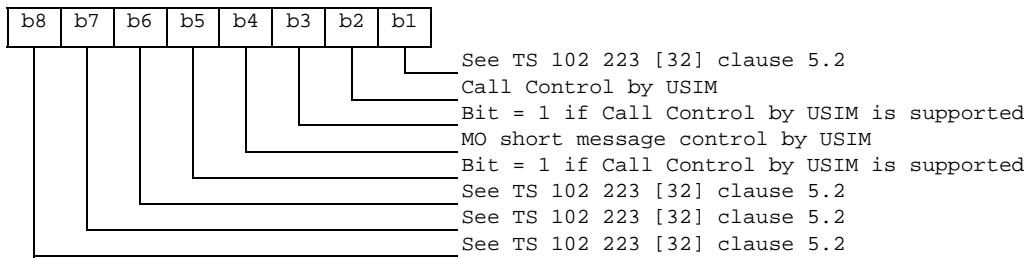 b8 b7 b6 b5 b4 b3 b2 b1
See TS 102 223 [32] clause 5.2
Call Control by USIM
Bit = 1 if Call Control by USIM is supported
MO short message control by USIM
Bit = 1 if Call Control by USIM is supported
See TS 102 223 [32] clause 5.2
See TS 102 223 [32] clause 5.2
See TS 102 223 [32] clause 5.2